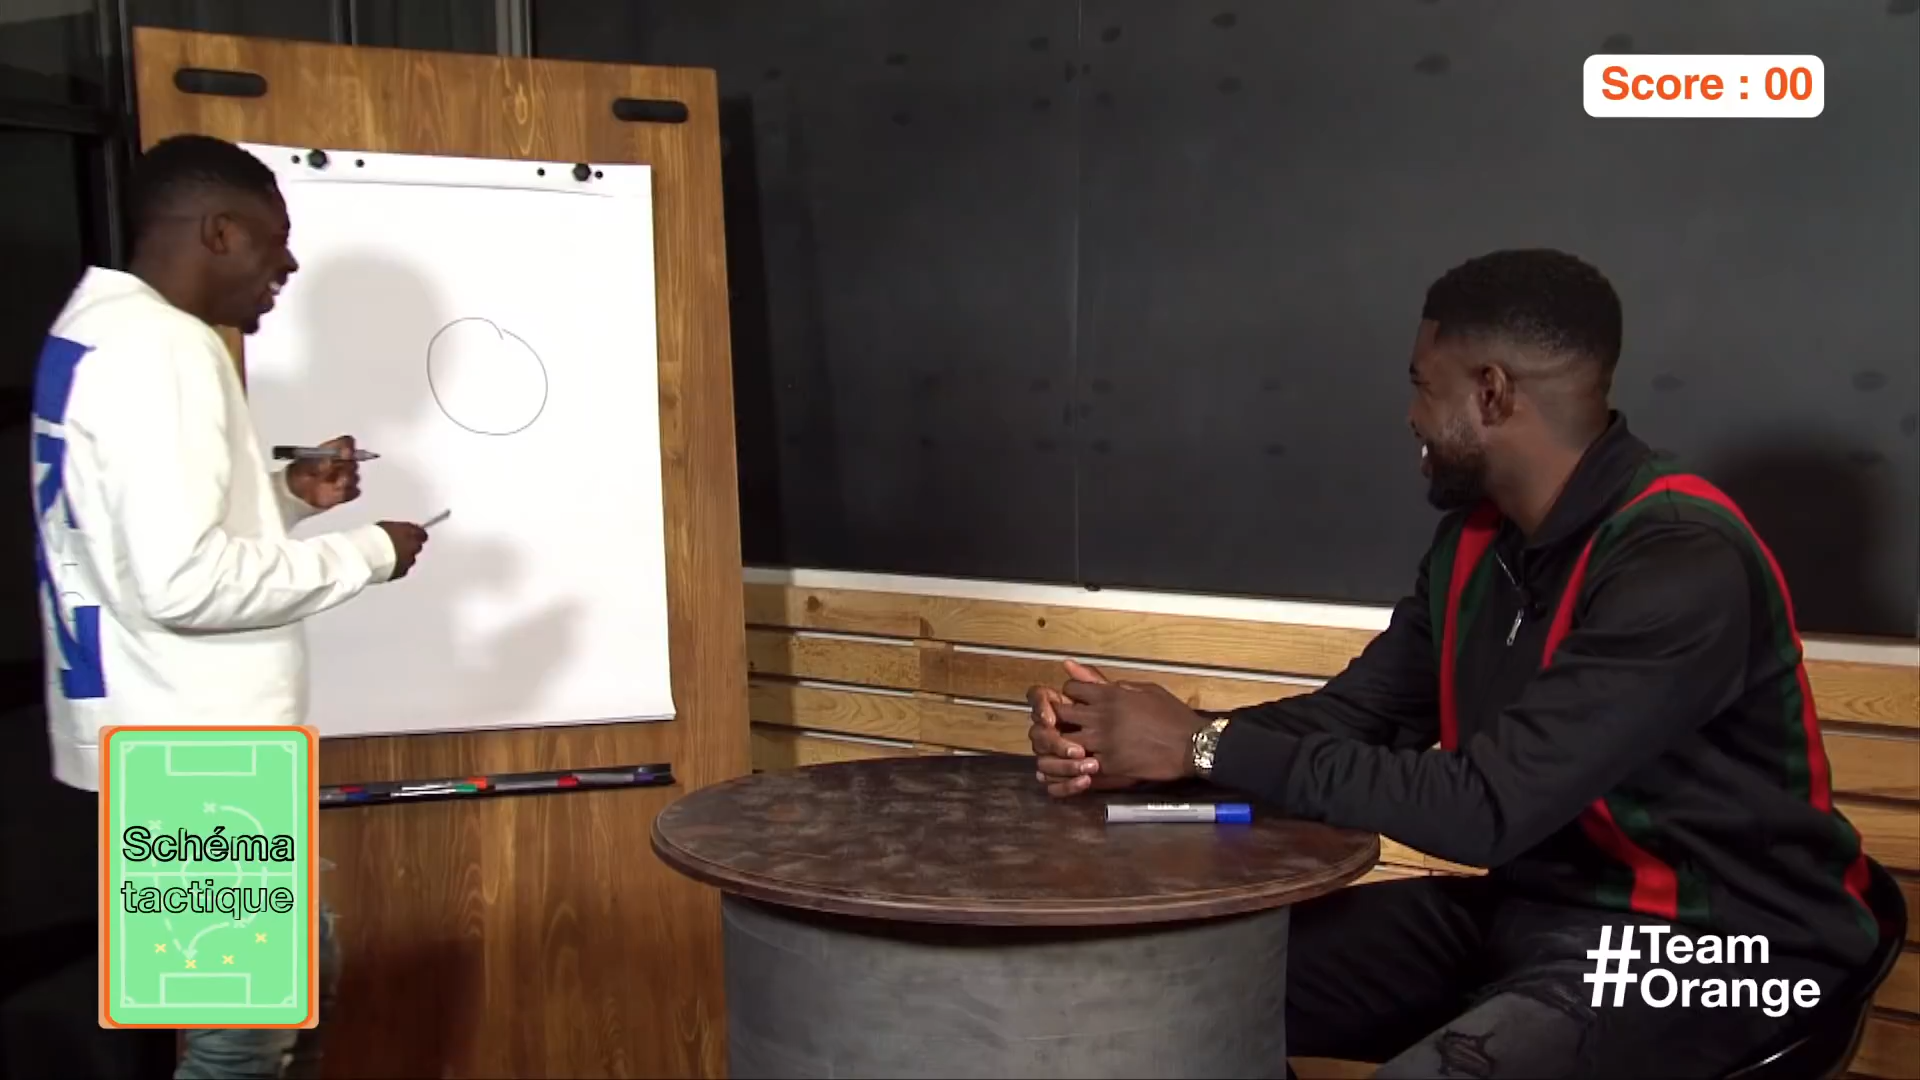 Score : 00
Schéma
tactique
#Team
Orange